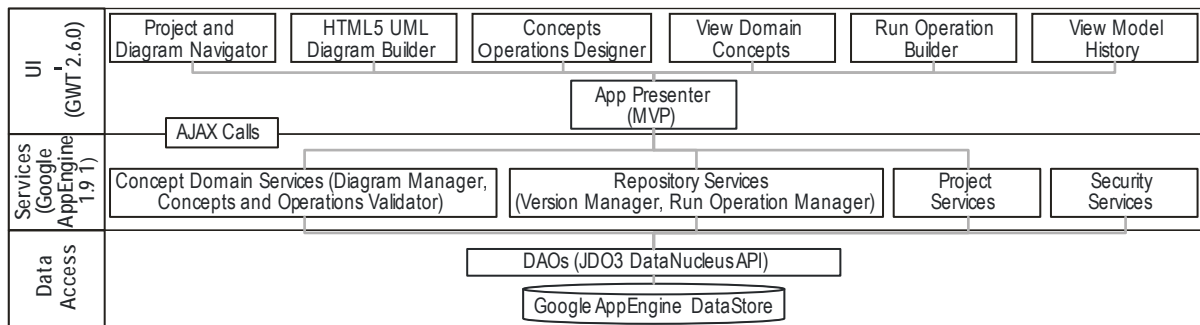 UI -
(GWT 2.6.0)
Project and
Diagram Navigator
HTML5 UML
Diagram Builder
Concepts
Operations Designer
View Domain
Concepts
Run Operation
Builder
View Model
History
App Presenter
(MVP)
AJAX Calls
Services
(Google
AppEngine
1.9 1)
Concept Domain Services (Diagram Manager,
Concepts and Operations Validator)
Repository Services
(Version Manager, Run Operation Manager)
Project
Services
Security
Services
Data
Access
DAOs (JDO3 DataNucleus API)
Google AppEngine DataStore